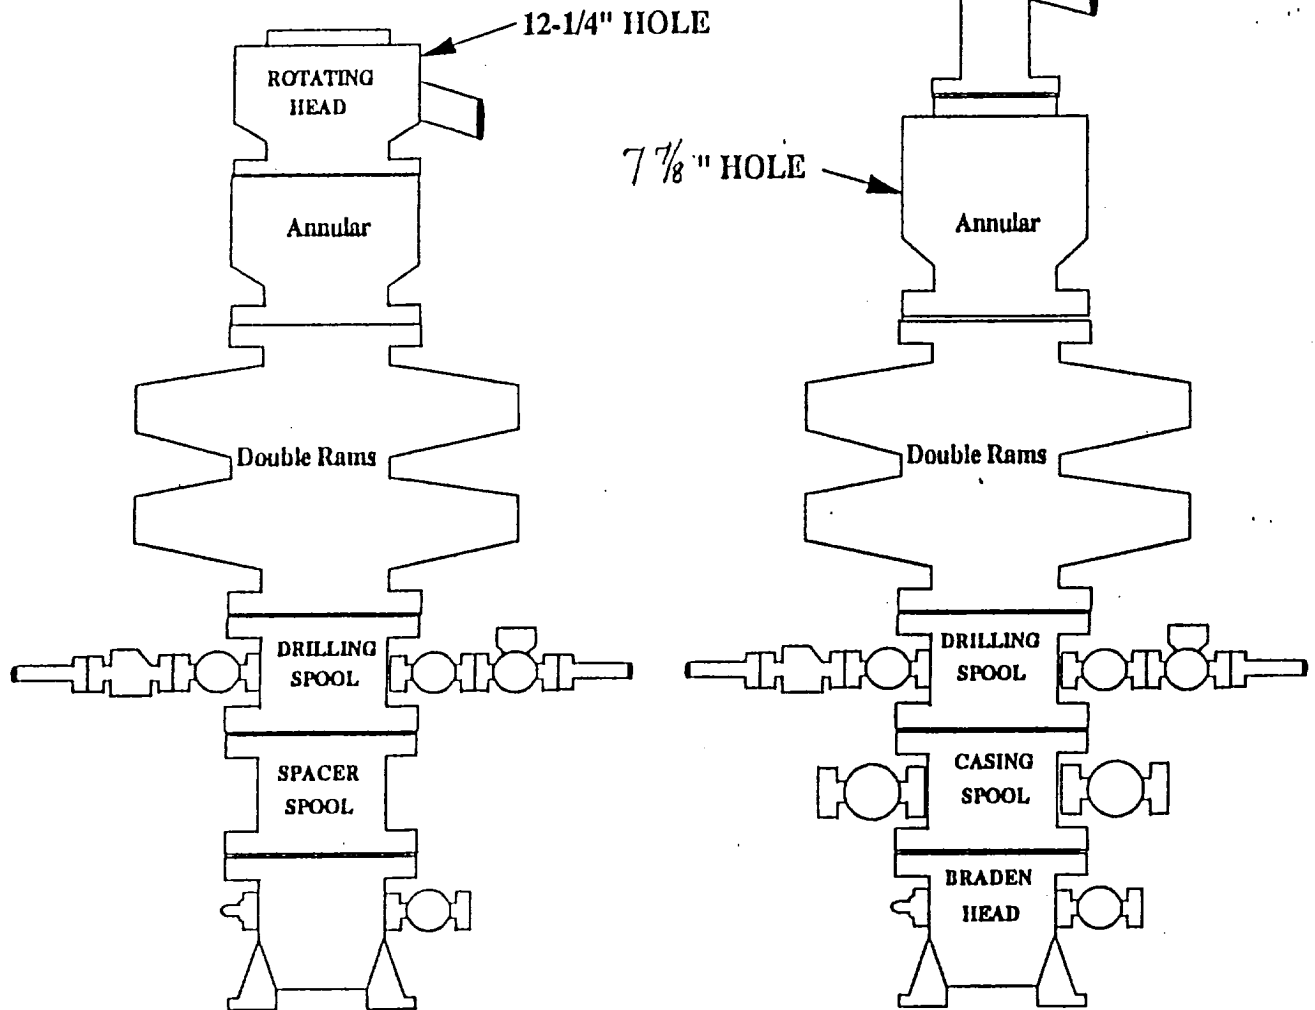 12-1/4" HOLE
ROTATING
HEAD
Annular
Double Rams
DRILLING
SPOOL
SPACER
SPOOL
7 7/8" HOLE
Annular
Double Rams
DRILLING
SPOOL
CASING
SPOOL
BRADEN
HEAD